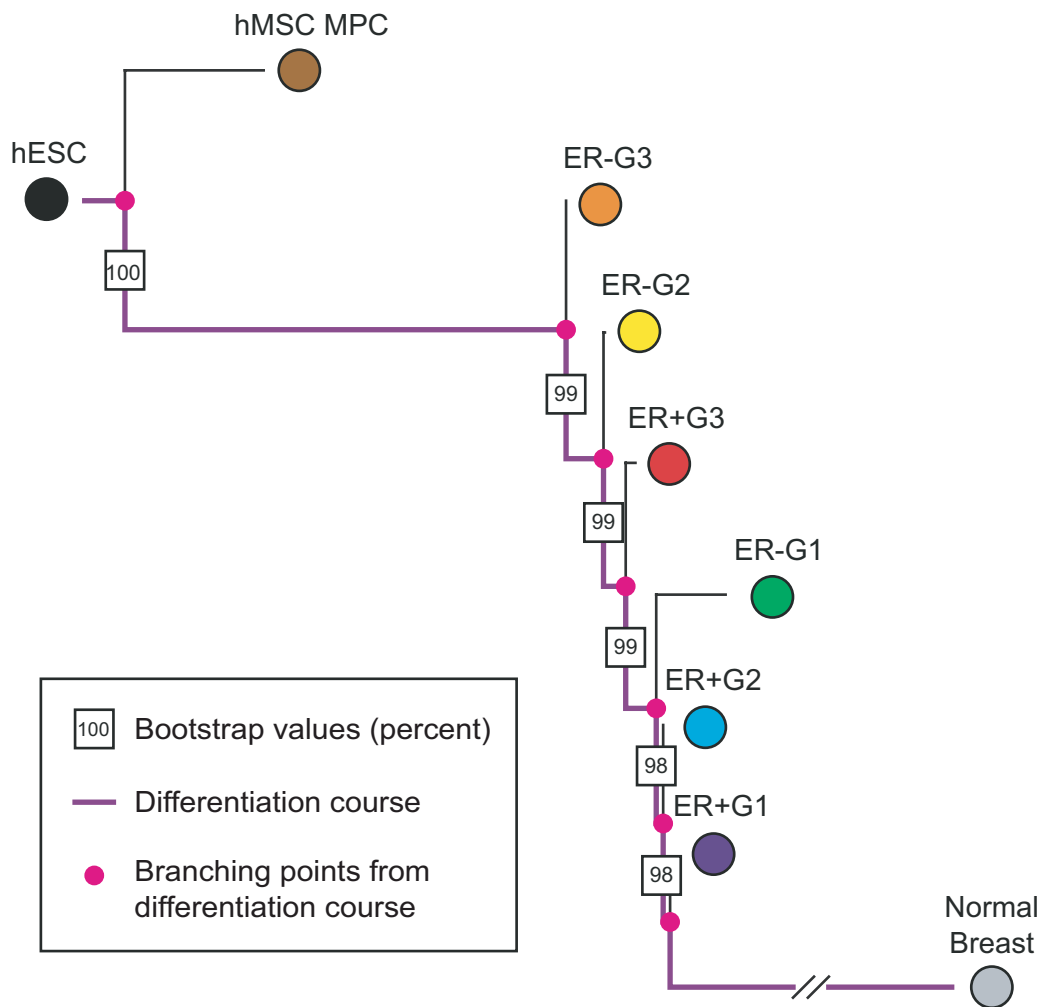 hMSC MPC
hESC
ER-G3
100
ER-G2
99
ER+G3
99
ER-G1
99
ER+G2
98
ER+G1
98
Normal
Breast
100 Bootstrap values (percent)
Differentiation course
Branching points from
differentiation course